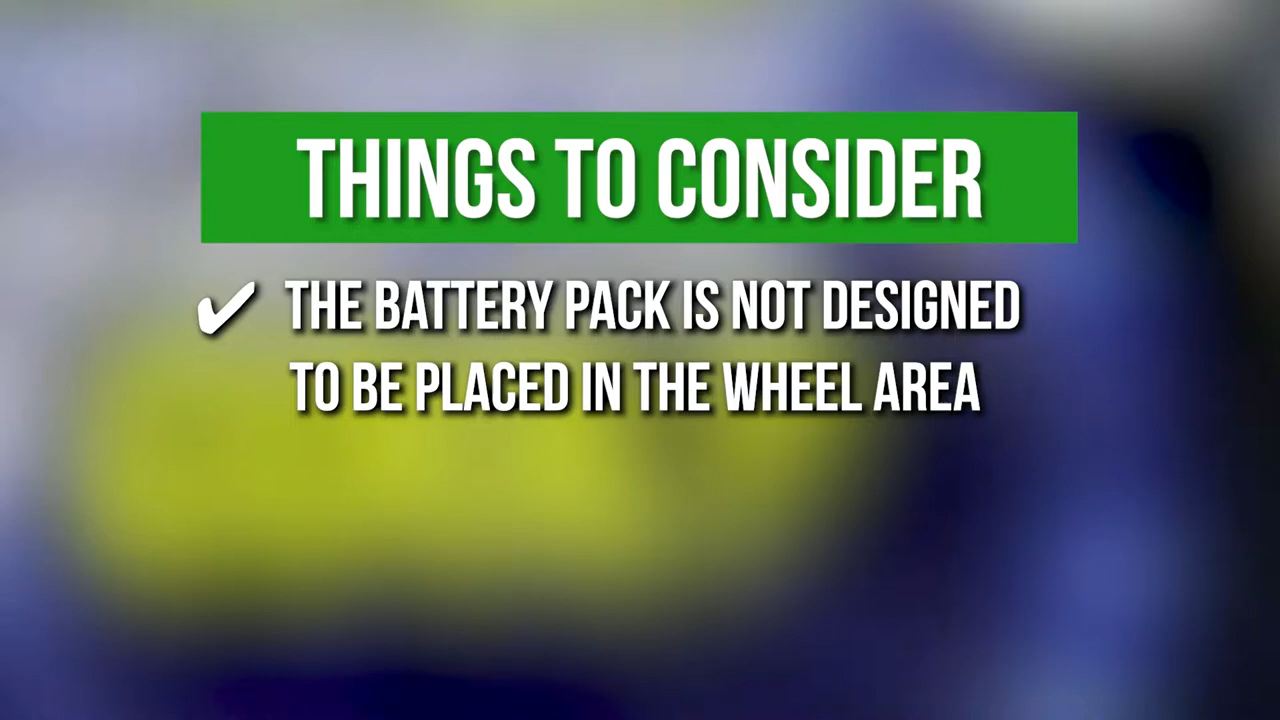 THINGS TO CONSIDER
✔ THE BATTERY PACK IS NOT DESIGNED
TO BE PLACED IN THE WHEEL AREA